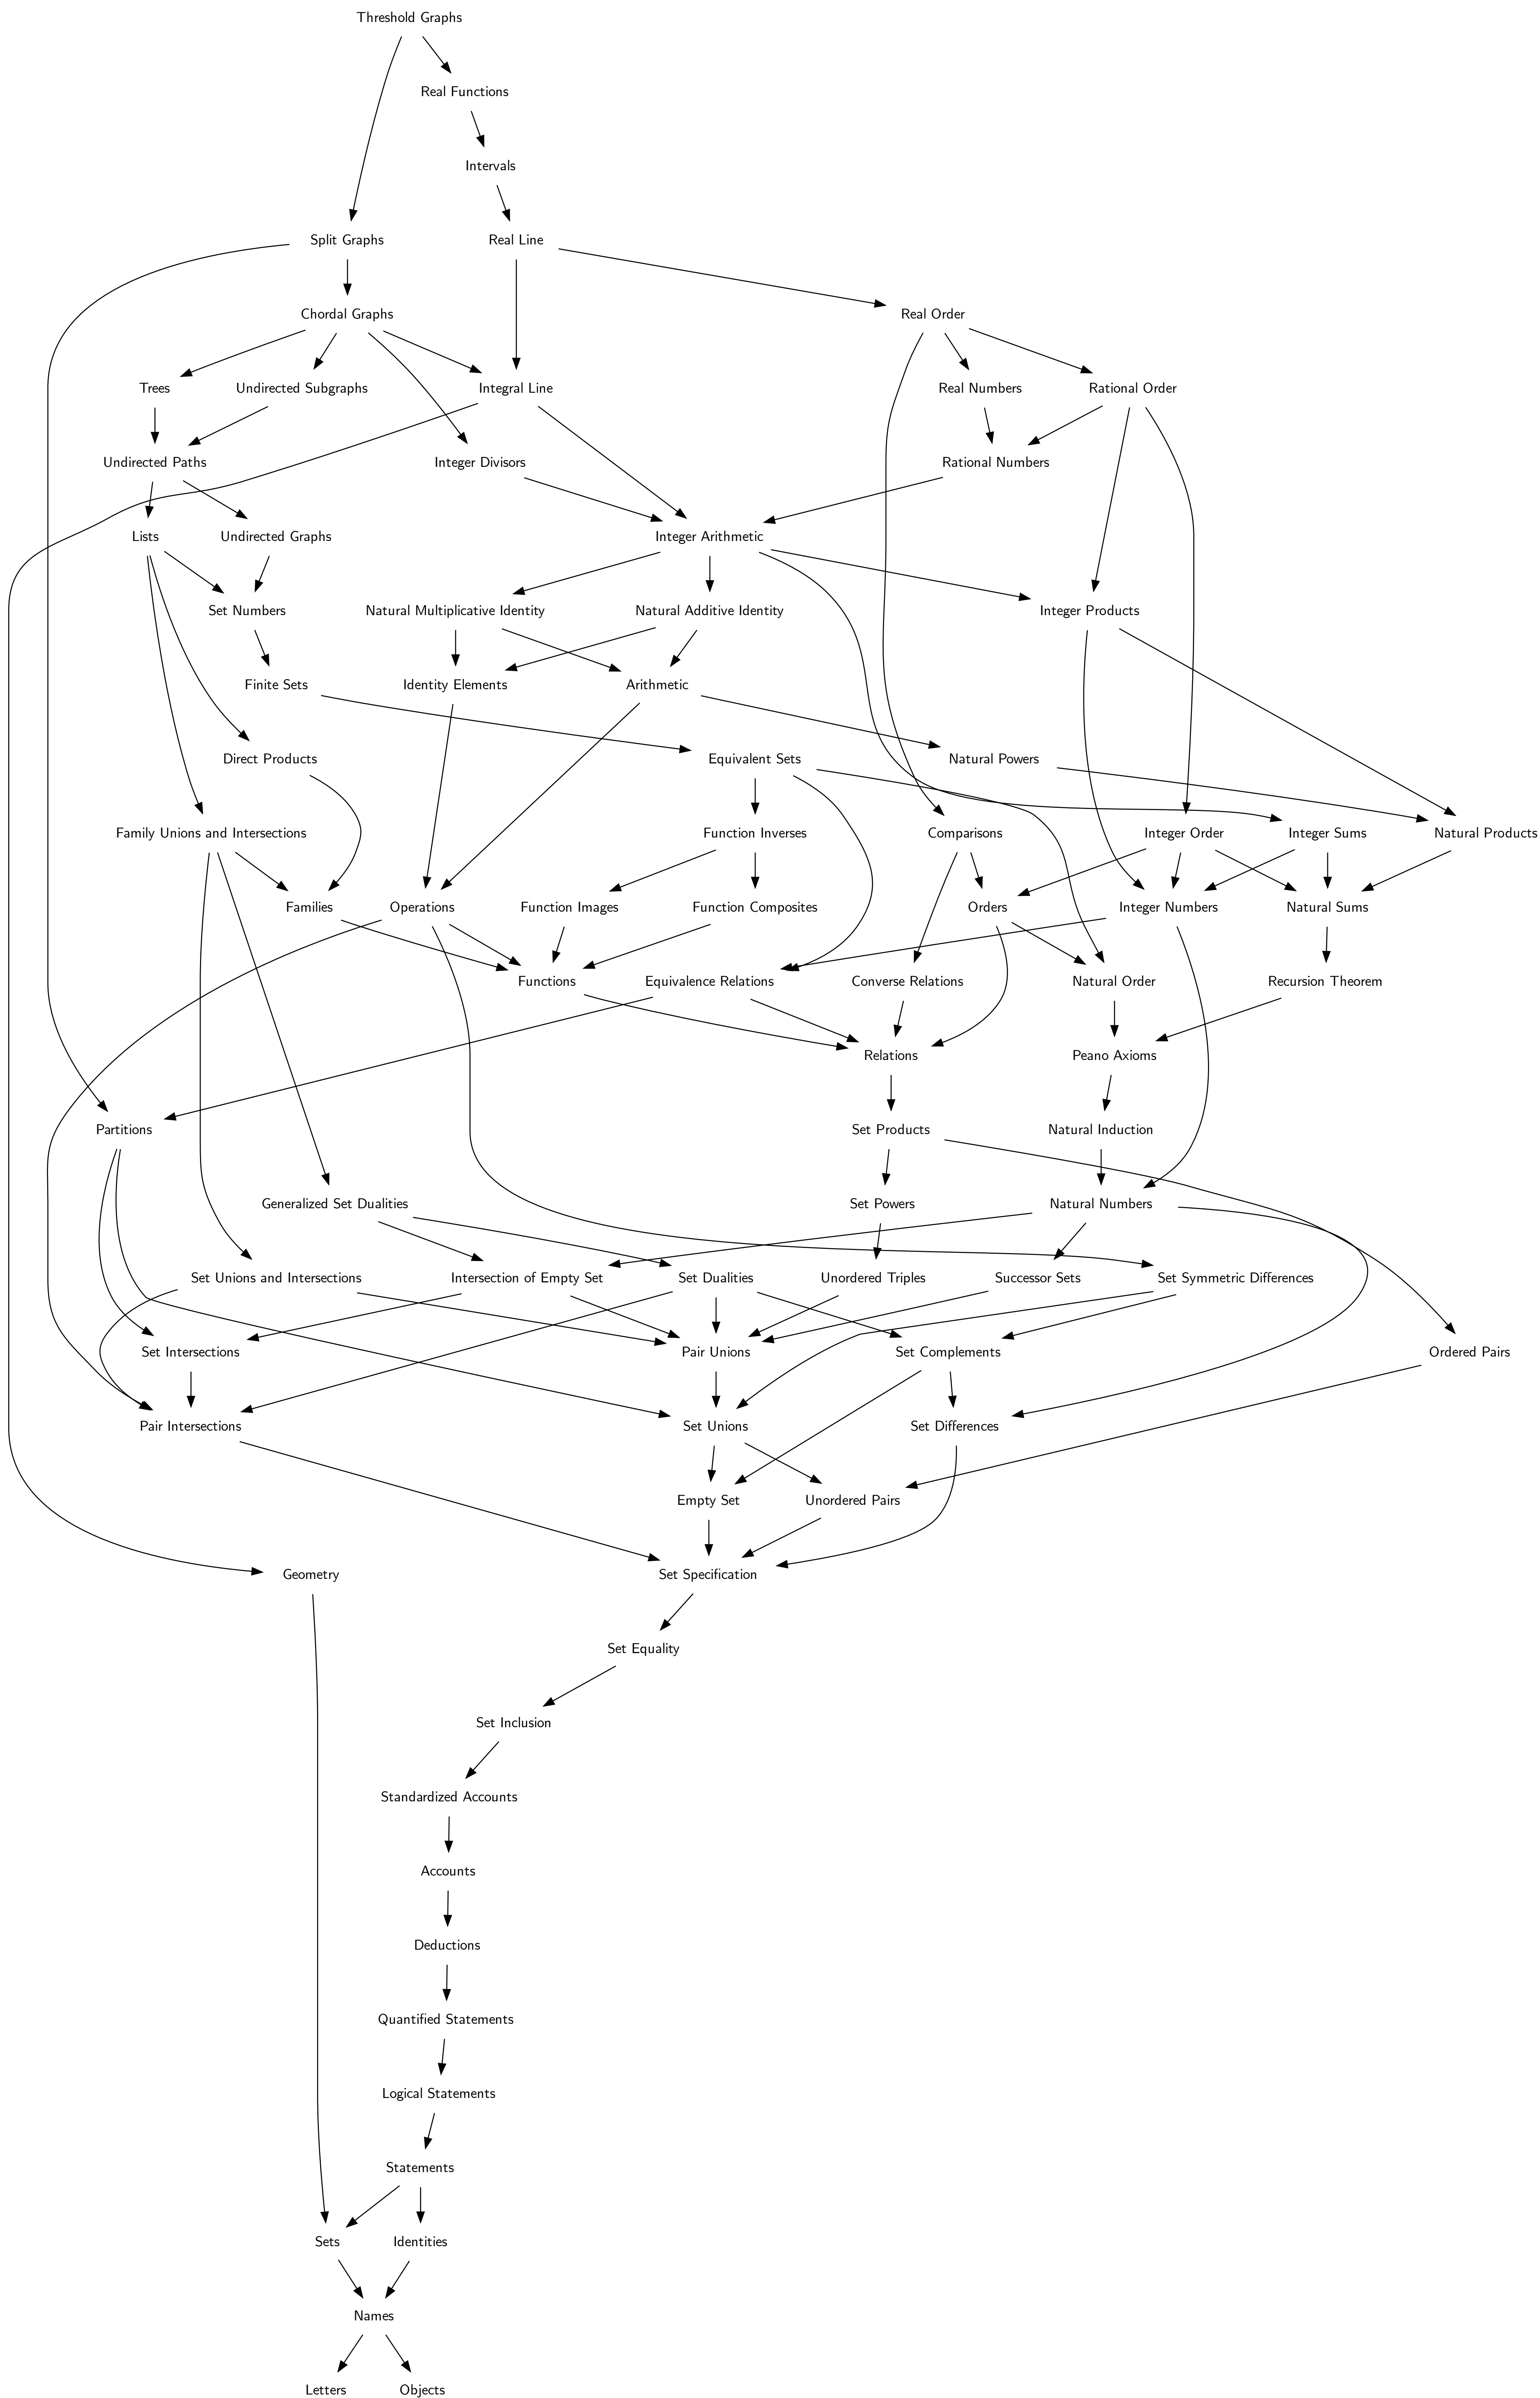 Threshold Graphs
Real Functions
Intervals
Split Graphs
Real Line
Chordal Graphs
Real Order
Trees
Undirected Subgraphs
Integral Line
Real Numbers
Rational Order
Undirected Paths
Integer Divisors
Rational Numbers
Lists
Undirected Graphs
Integer Arithmetic
Set Numbers
Natural Multiplicative Identity
Natural Additive Identity
Integer Products
Finite Sets
Identity Elements
Arithmetic
Direct Products
Equivalent Sets
Natural Powers
Family Unions and Intersections
Function Inverses
Comparisons
Integer Order
Integer Sums
Natural Products
Families
Operations
Function Images
Function Composites
Orders
Integer Numbers
Natural Sums
Functions
Equivalence Relations
Converse Relations
Natural Order
Recursion Theorem
Relations
Peano Axioms
Partitions
Set Products
Natural Induction
Generalized Set Dualities
Set Powers
Natural Numbers
Set Unions and Intersections
Intersection of Empty Set
Set Dualities
Unordered Triples
Successor Sets
Set Symmetric Differences
Set Intersections
Pair Unions
Set Complements
Ordered Pairs
Pair Intersections
Set Unions
Set Differences
Empty Set
Unordered Pairs
Geometry
Set Specification
Set Equality
Set Inclusion
Standardized Accounts
Accounts
Deductions
Quantified Statements
Logical Statements
Statements
Sets
Identities
Names
Letters
Objects